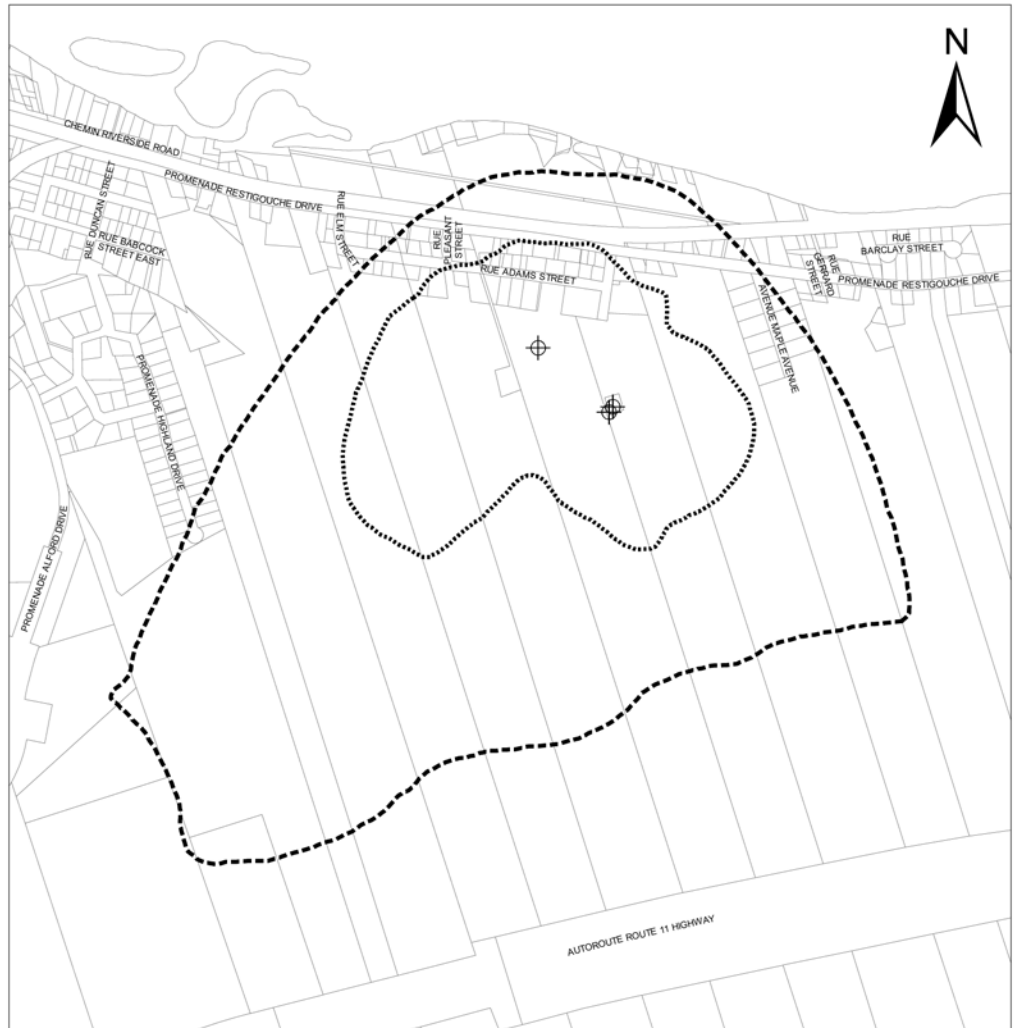 N
CHEMIN RIVERSIDE ROAD
PROMENADE RESTIGOUCHE DRIVE
RUE DUNCAN STREET
RUE BABCOCK
STREET EAST
RUE ELM STREET
RUE
PLEASANT
STREET
RUE ADAMS STREET
RUE
BARCLAY STREET
RUE
GERRARD
STREET
PROMENADE RESTIGOUCHE DRIVE
AVENUE MAPLE AVENUE
PROMENADE HIGHLAND DRIVE
PROMENADE ALFORD DRIVE
AUTOROUTE ROUTE 11 HIGHWAY